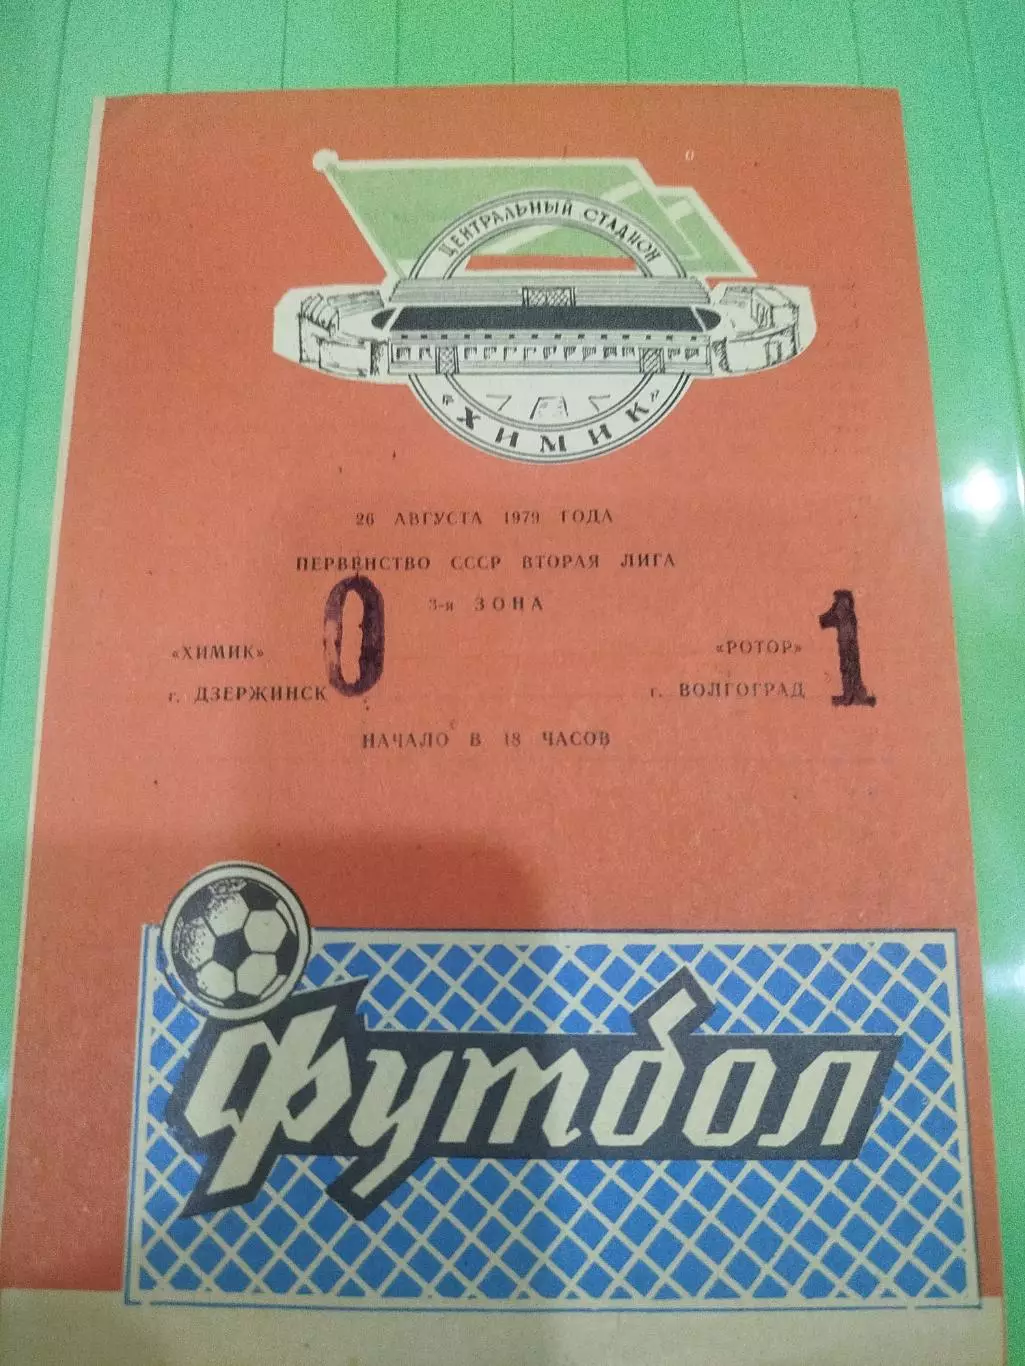 ЦЕНТРАЛЬНЫЙ СТАДИОН
«ХИМИК»
26 АВГУСТА 1979 ГОДА
ПЕРВЕНСТВО СССР ВТОРАЯ ЛИГА
3-я ЗОНА
«ХИМИК» 0 «РОТОР» 1
г. ДЗЕРЖИНСК г. ВОЛГОГРАД
НАЧАЛО В 18 ЧАСОВ
Футбол